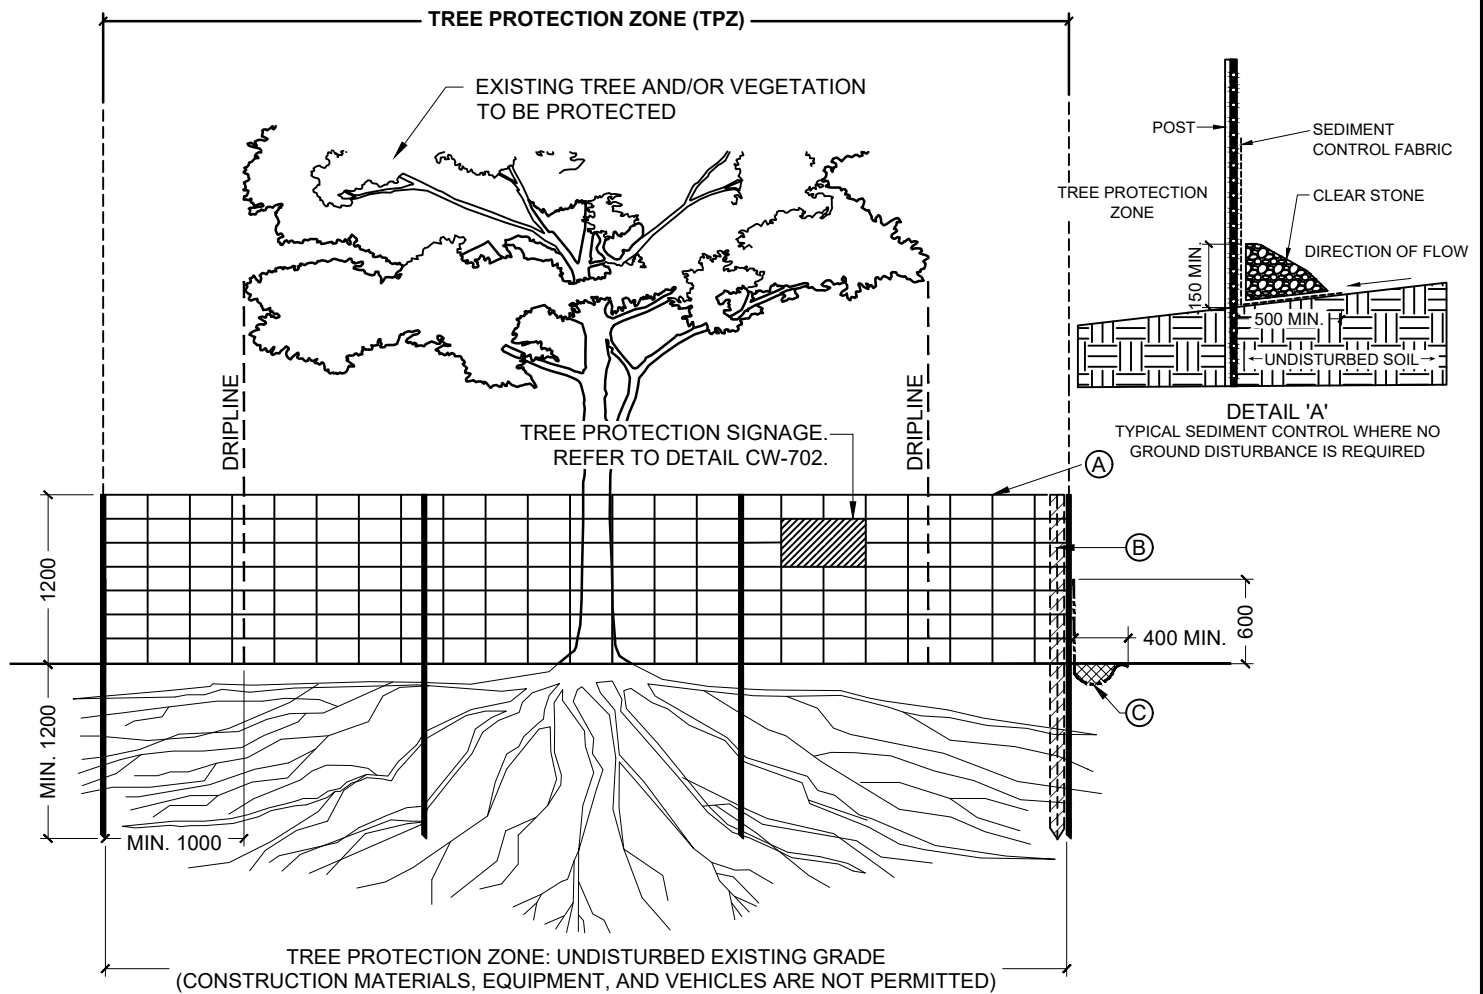 TREE PROTECTION ZONE (TPZ)
EXISTING TREE AND/OR VEGETATION
TO BE PROTECTED
POST
SEDIMENT
CONTROL FABRIC
TREE PROTECTION
ZONE
CLEAR STONE
DIRECTION OF FLOW
150 MIN.
500 MIN.
UNDISTURBED SOIL
DETAIL 'A'
TYPICAL SEDIMENT CONTROL WHERE NO
GROUND DISTURBANCE IS REQUIRED
DRIPLINE
DRIPLINE
TREE PROTECTION SIGNAGE.
REFER TO DETAIL CW-702.
A
B
C
1200
MIN. 1200
600
400 MIN.
MIN. 1000
TREE PROTECTION ZONE: UNDISTURBED EXISTING GRADE
(CONSTRUCTION MATERIALS, EQUIPMENT, AND VEHICLES ARE NOT PERMITTED)